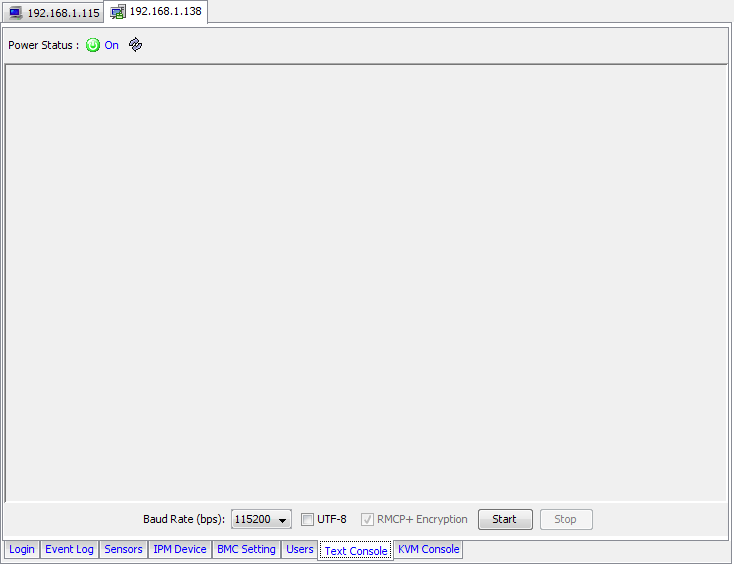 192.168.1.115 192.168.1.138
Power Status : On
Baud Rate (bps): 115200 UTF-8 RMCP+ Encryption Start Stop
Login Event Log Sensors IPM Device BMC Setting Users Text Console KVM Console